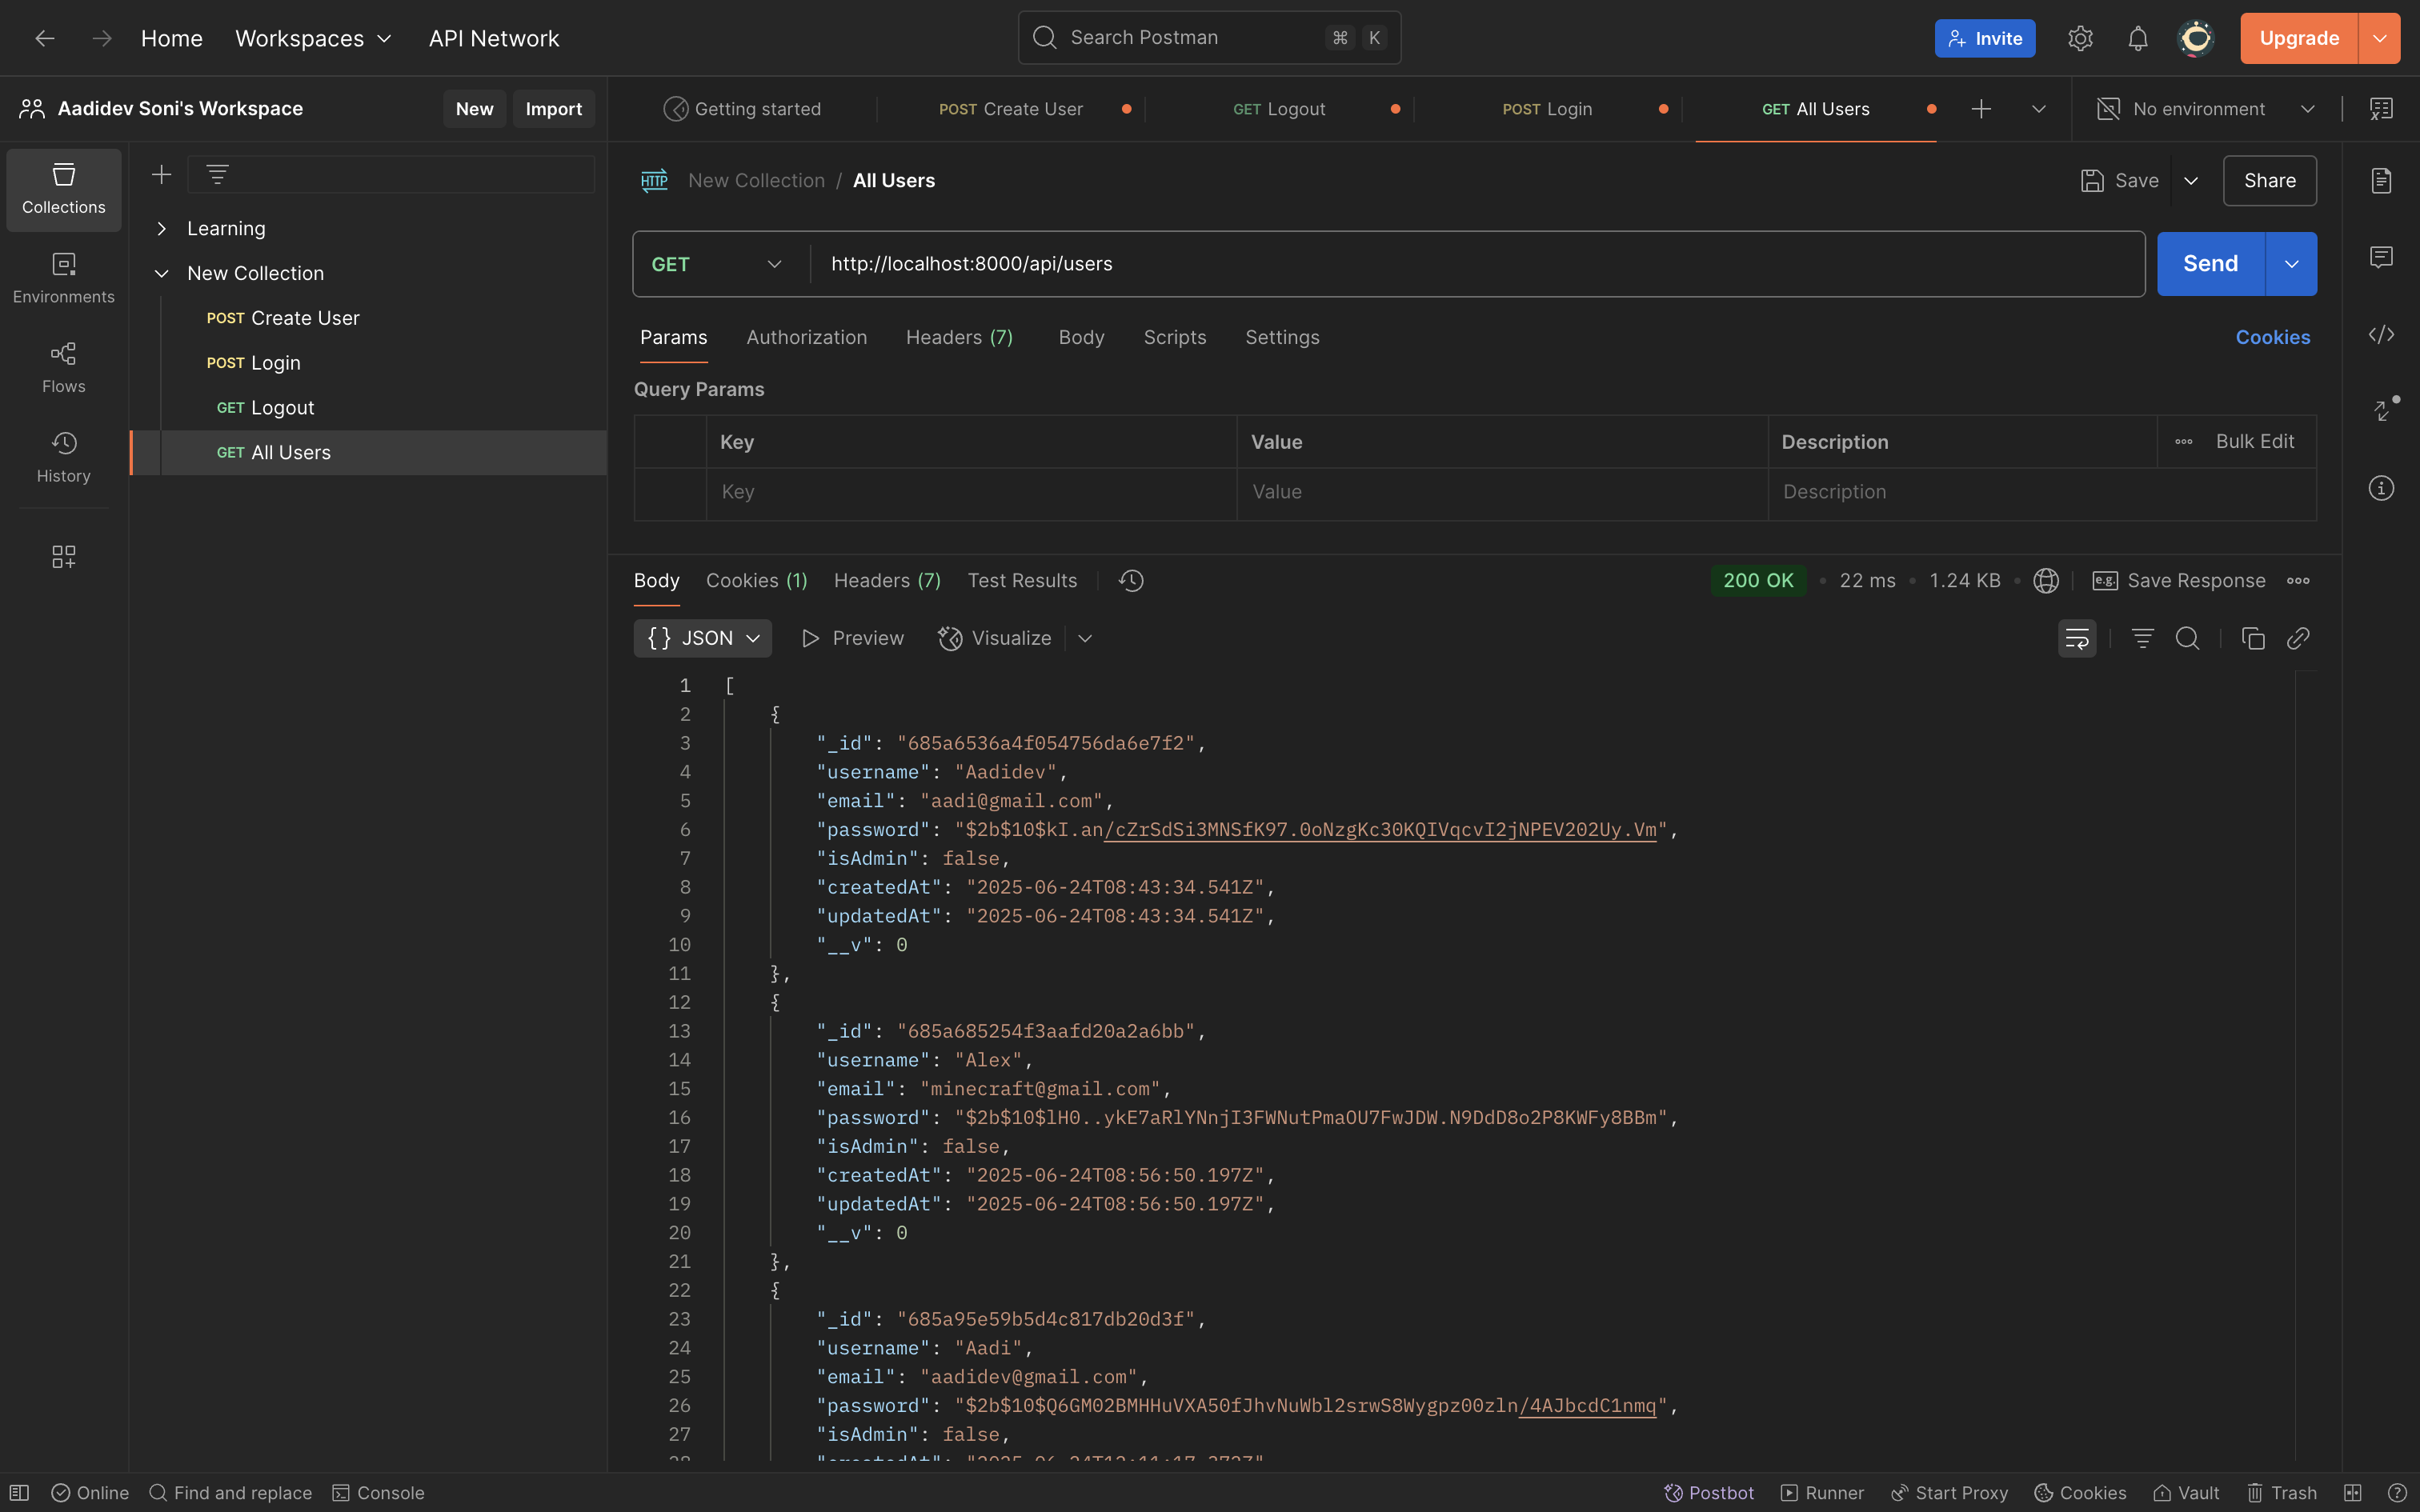 Home Workspaces API Network Search Postman ⌘ K Invite Upgrade
Aadidev Soni's Workspace New Import Getting started POST Create User GET Logout POST Login GET All Users No environment
Collections
Environments
Flows
History
Learning
New Collection
POST Create User
POST Login
GET Logout
GET All Users
HTTP New Collection / All Users Save Share
GET http://localhost:8000/api/users Send
Params Authorization Headers (7) Body Scripts Settings Cookies
Query Params
Key Value Description Bulk Edit
Key Value Description
Body Cookies (1) Headers (7) Test Results 200 OK 22 ms 1.24 KB e.g. Save Response
{} JSON Preview Visualize
1 [
2 {
3 "_id": "685a6536a4f054756da6e7f2",
4 "username": "Aadidev",
5 "email": "aadi@gmail.com",
6 "password": "$2b$10$kI.an/cZrSdSi3MNSfK97.0oNzgKc30KQIVqcvI2jNPEV202Uy.Vm",
7 "isAdmin": false,
8 "createdAt": "2025-06-24T08:43:34.541Z",
9 "updatedAt": "2025-06-24T08:43:34.541Z",
10 "__v": 0
11 },
12 {
13 "_id": "685a685254f3aafd20a2a6bb",
14 "username": "Alex",
15 "email": "minecraft@gmail.com",
16 "password": "$2b$10$lH0..ykE7aRlYNnjI3FWNutPmaOU7FwJDW.N9DdD8o2P8KWFy8BBm",
17 "isAdmin": false,
18 "createdAt": "2025-06-24T08:56:50.197Z",
19 "updatedAt": "2025-06-24T08:56:50.197Z",
20 "__v": 0
21 },
22 {
23 "_id": "685a95e59b5d4c817db20d3f",
24 "username": "Aadi",
25 "email": "aadidev@gmail.com",
26 "password": "$2b$10$Q6GM02BMHHuVXA50fJhvNuWbl2srwS8Wygpz00zln/4AJbcdC1nmq",
27 "isAdmin": false,
28 "createdAt": "2025-06-24T12:11:17.373Z"
Online Find and replace Console Postbot Runner Start Proxy Cookies Vault Trash